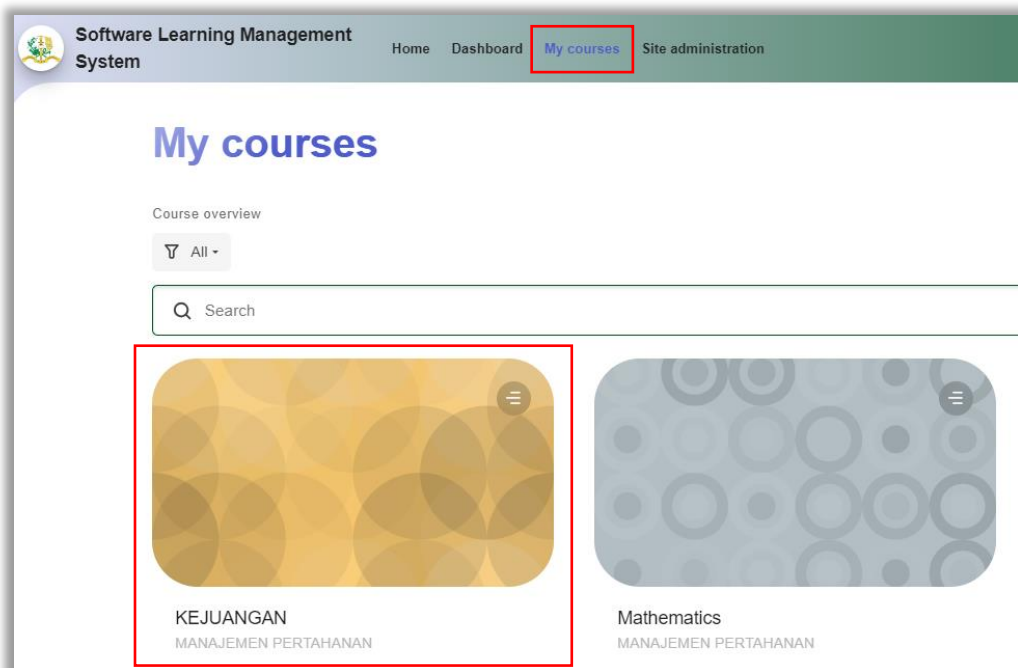 Software Learning Management
System
Home Dashboard My courses Site administration
My courses
Course overview
All
Search
KEJUANGAN
MANAJEMEN PERTAHANAN
Mathematics
MANAJEMEN PERTAHANAN